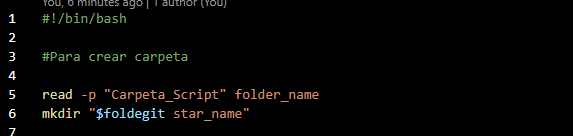 You, 6 minutes ago | 1 author (You)
1 #!/bin/bash
2
3 #Para crear carpeta
4
5 read -p "Carpeta_Script" folder_name
6 mkdir "$foldegit star_name"
7